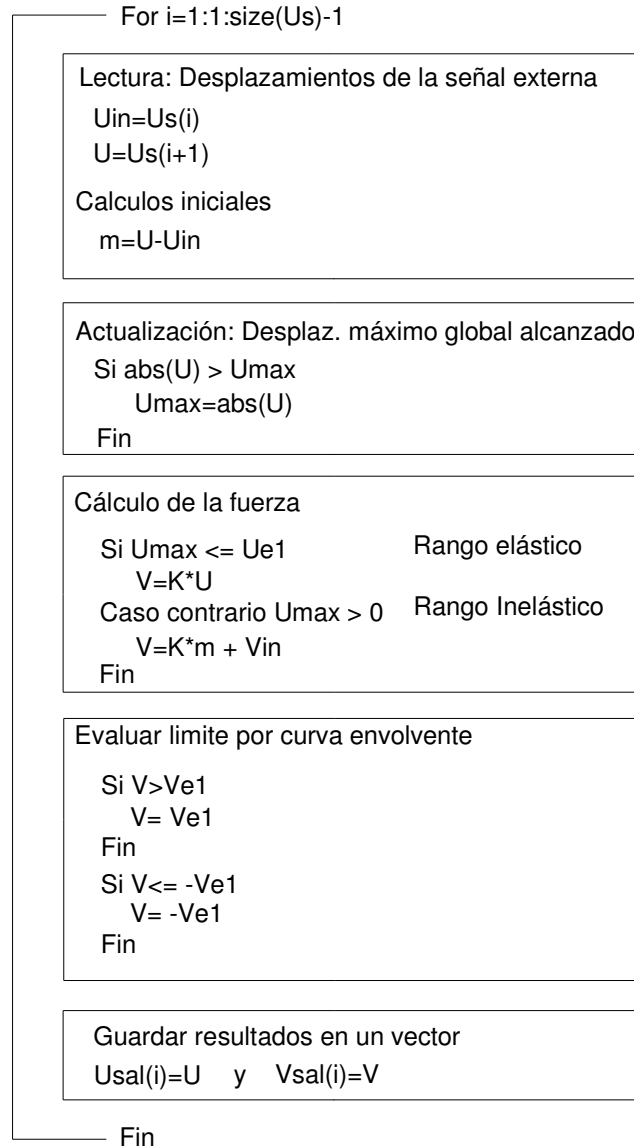 For i=1:1:size(Us)-1
Lectura: Desplazamientos de la señal externa
Uin=Us(i)
U=Us(i+1)
Calculos iniciales
m=U-Uin
Actualización: Desplaz. máximo global alcanzado
Si abs(U) > Umax
Umax=abs(U)
Fin
Cálculo de la fuerza
Si Umax <= Ue1 Rango elástico
V=K*U
Caso contrario Umax > 0 Rango Inelástico
V=K*m + Vin
Fin
Evaluar limite por curva envolvente
Si V>Ve1
V= Ve1
Fin
Si V<= -Ve1
V= -Ve1
Fin
Guardar resultados en un vector
Usal(i)=U y Vsal(i)=V
Fin